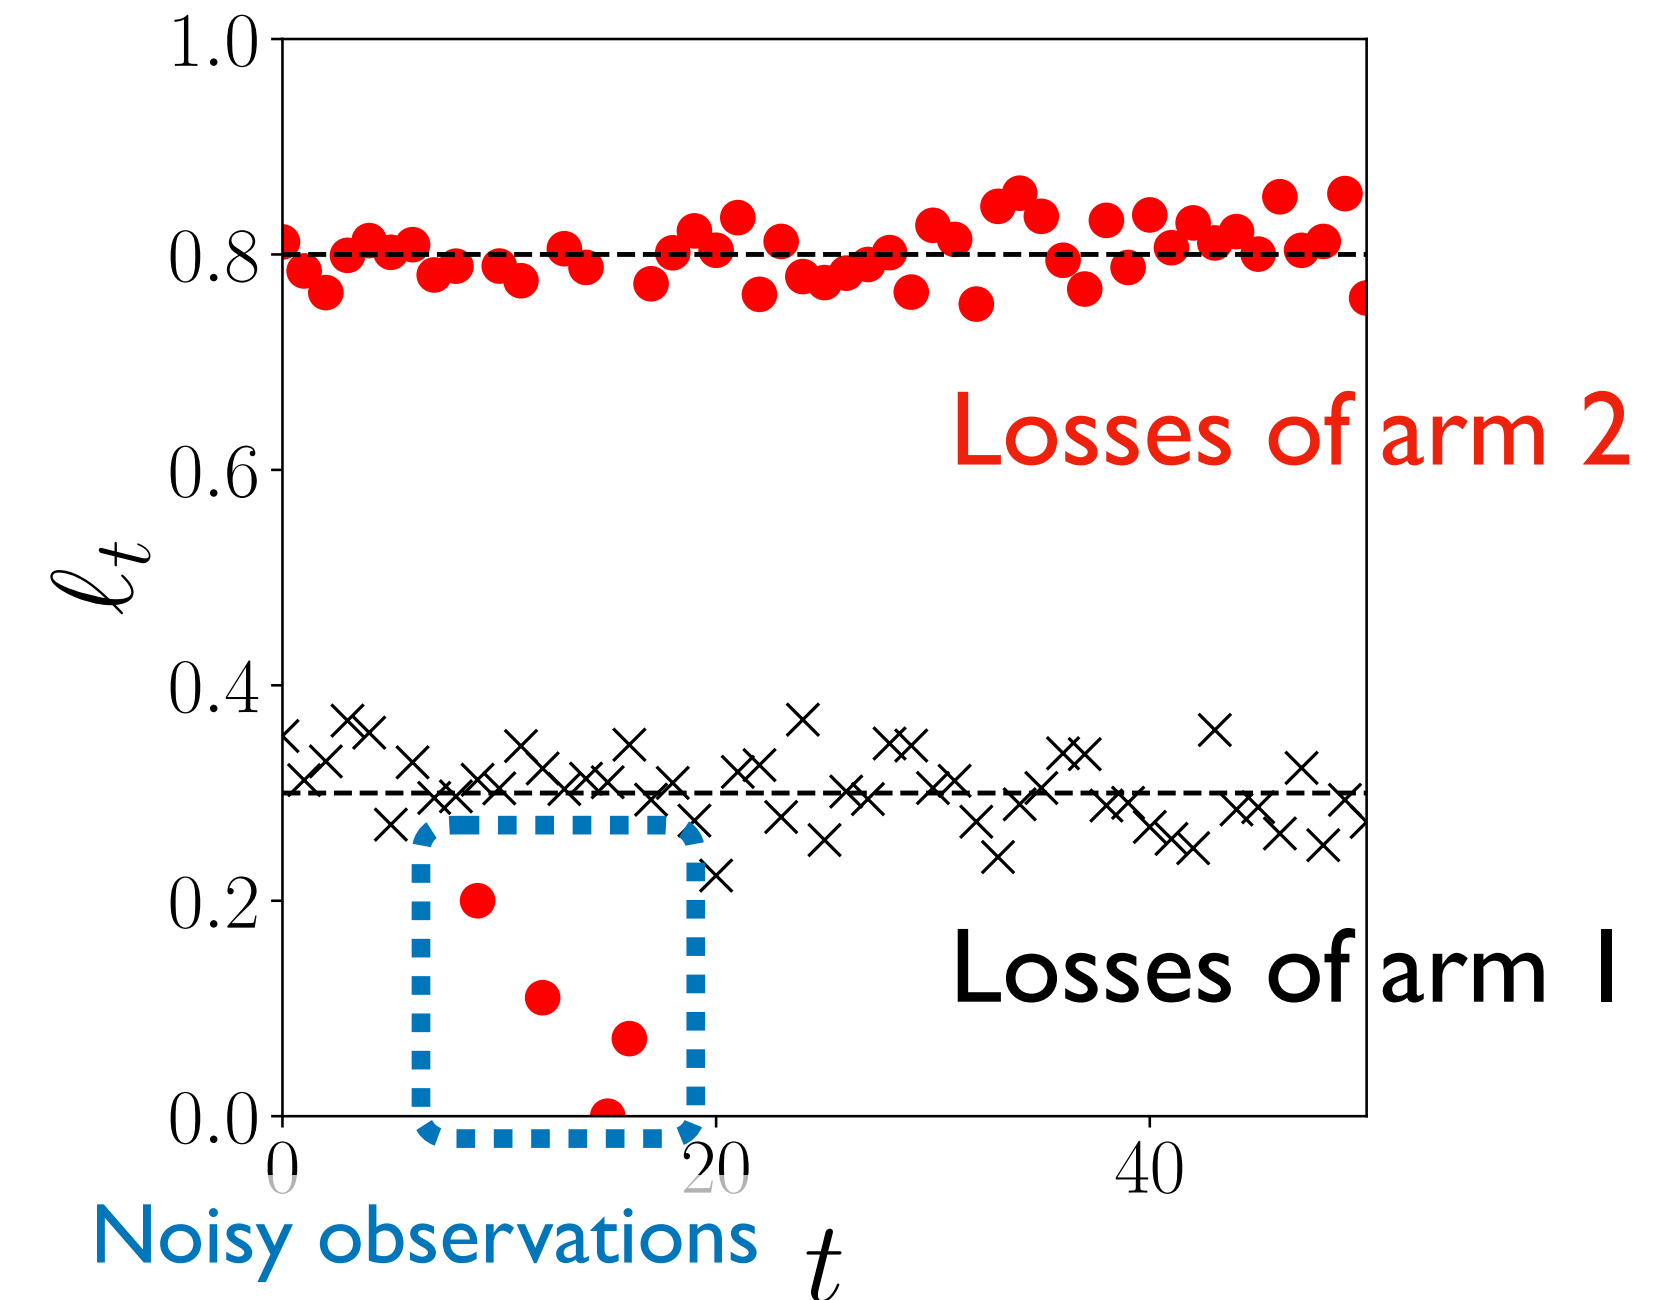 1.0
0.8
0.6
0.4
0.2
0.0
ℓt
Losses of arm 2
Losses of arm 1
0 20 40
Noisy observations
t